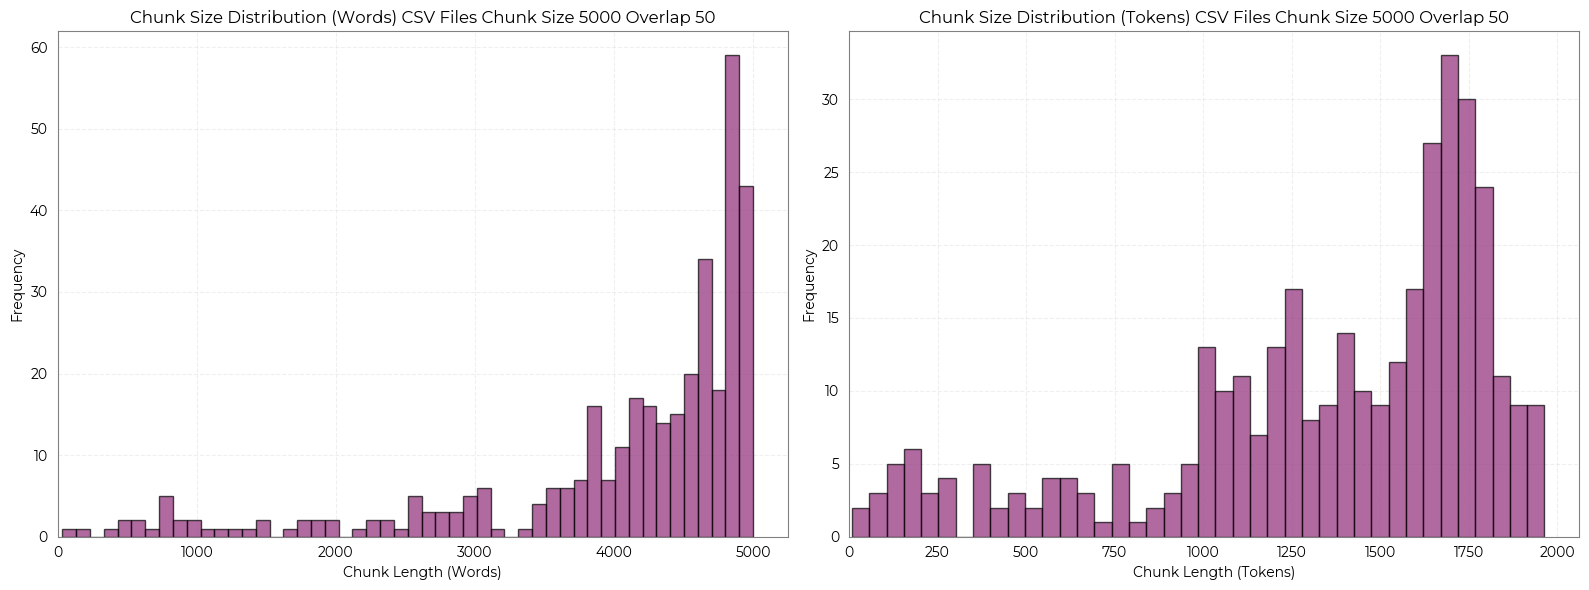 Chunk Size Distribution (Words) CSV Files Chunk Size 5000 Overlap 50
60
50
40
30
20
10
0
Frequency
0 1000 2000 3000 4000 5000
Chunk Length (Words)
Chunk Size Distribution (Tokens) CSV Files Chunk Size 5000 Overlap 50
30
25
20
15
10
5
0
Frequency
0 250 500 750 1000 1250 1500 1750 2000
Chunk Length (Tokens)